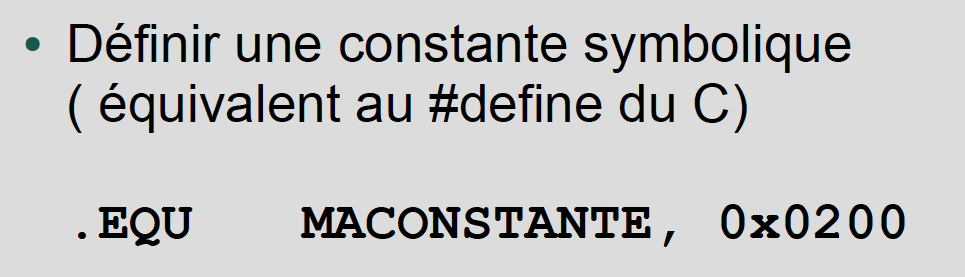 • Définir une constante symbolique
( équivalent au #define du C)
.EQU MACONSTANTE, 0x0200